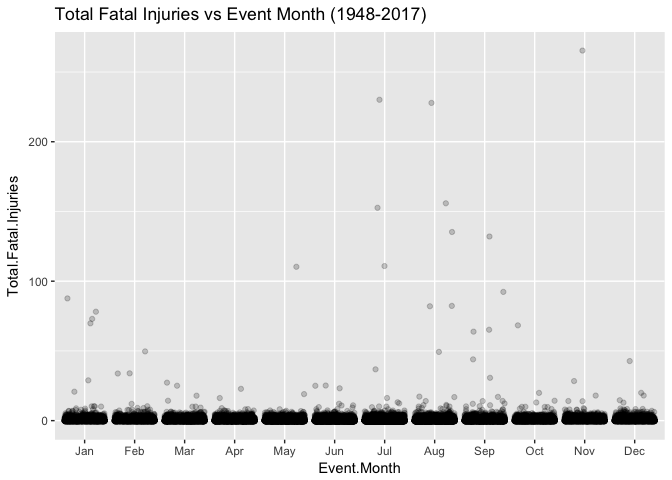 Total Fatal Injuries vs Event Month (1948-2017)
Total.Fatal.Injuries
200
100
0
Jan Feb Mar Apr May Jun Jul Aug Sep Oct Nov Dec
Event.Month